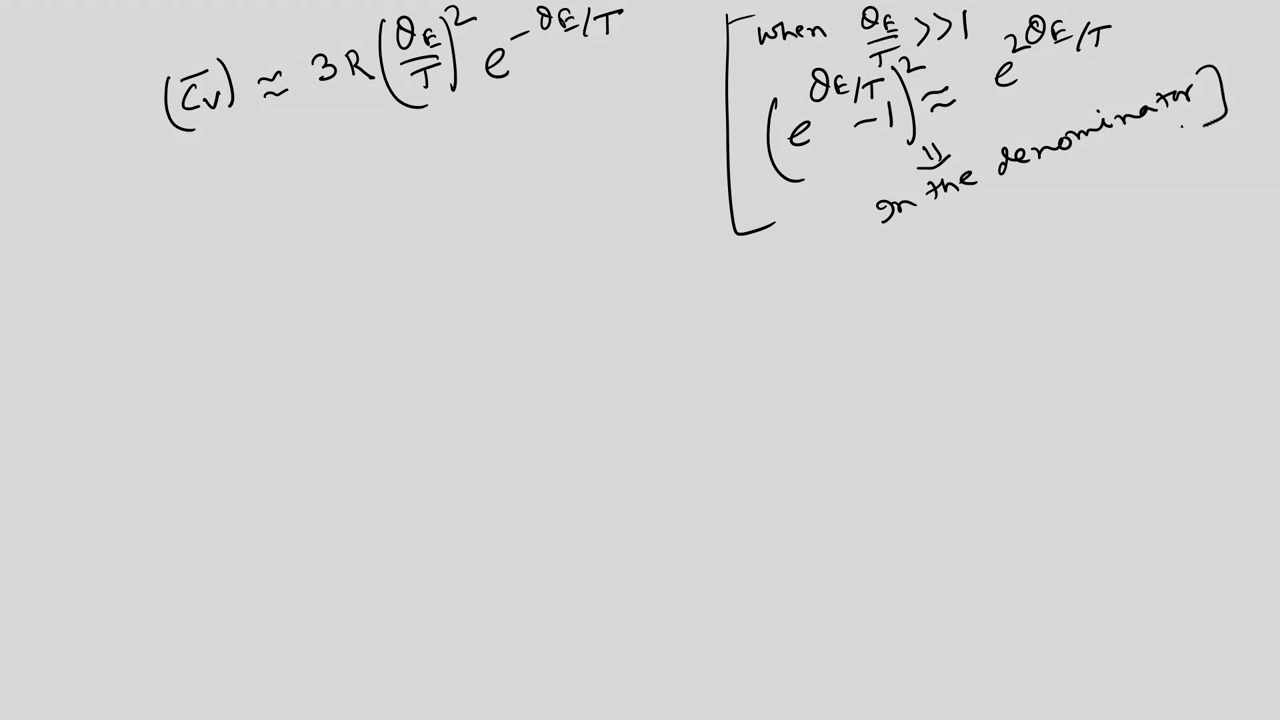 (C̅v) ≈ 3R(θE/T)² e^(-θE/T)
[when θE/T >> 1
(e^(θE/T) - 1)² ≈ e^(2θE/T)
⇓
In the denominator]